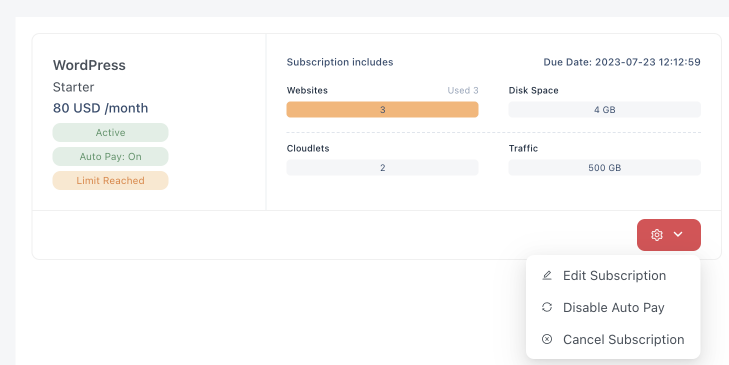 WordPress
Starter
80 USD /month
Active
Auto Pay: On
Limit Reached
Subscription includes
Due Date: 2023-07-23 12:12:59
Websites
Used 3
3
Disk Space
4 GB
Cloudlets
2
Traffic
500 GB
Edit Subscription
Disable Auto Pay
Cancel Subscription